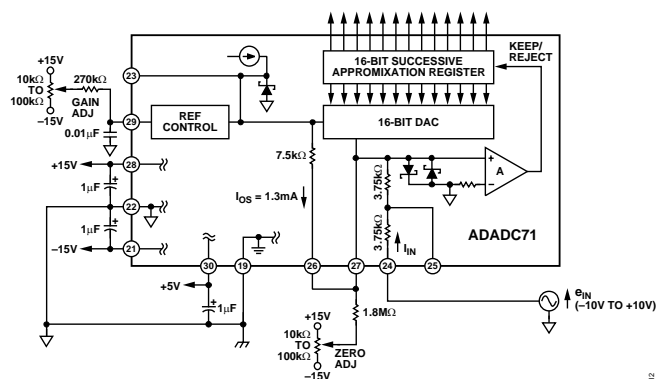 16-BIT SUCCESSIVE
APPROMIXATION REGISTER
KEEP/
REJECT
+15V
10kΩ
TO
100kΩ
–15V
270kΩ
GAIN
ADJ
0.01μF
23
29
REF
CONTROL
16-BIT DAC
7.5kΩ
IOS = 1.3mA
3.75kΩ
3.75kΩ
IIN
+
–
A
ADADC71
+15V
28
1μF
+
22
1μF
+
–15V
21
30
19
26
27
24
25
+5V
+
1μF
1.8MΩ
+15V
10kΩ
TO
100kΩ
–15V
ZERO
ADJ
eIN
(–10V TO +10V)